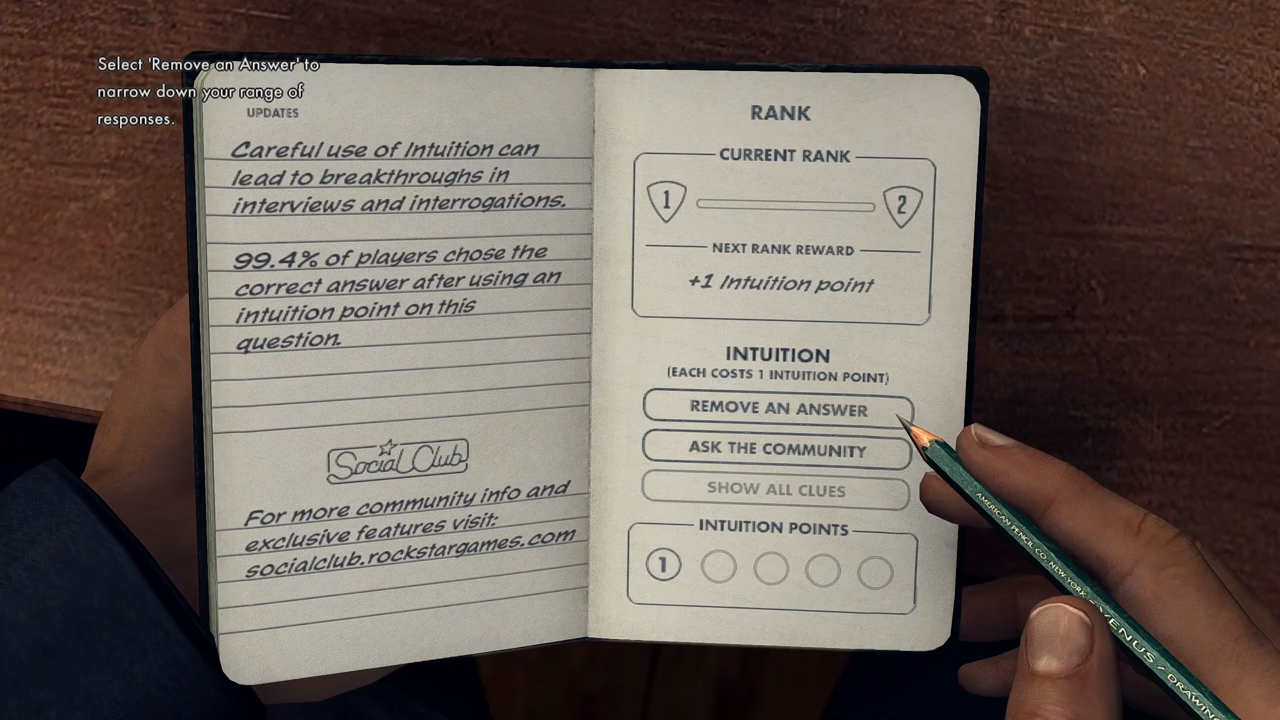 Select 'Remove an Answer' to
narrow down your range of
responses.
UPDATES
Careful use of Intuition can
lead to breakthroughs in
interviews and interrogations.
99.4% of players chose the
correct answer after using an
intuition point on this
question.
Social Club
For more community info and
exclusive features visit:
socialclub.rockstargames.com
RANK
CURRENT RANK
1
2
NEXT RANK REWARD
+1 Intuition point
INTUITION
(EACH COSTS 1 INTUITION POINT)
REMOVE AN ANSWER
ASK THE COMMUNITY
SHOW ALL CLUES
INTUITION POINTS
1
AMERICAN PENCIL CO. NEW YORK
VENUS / DRAWING